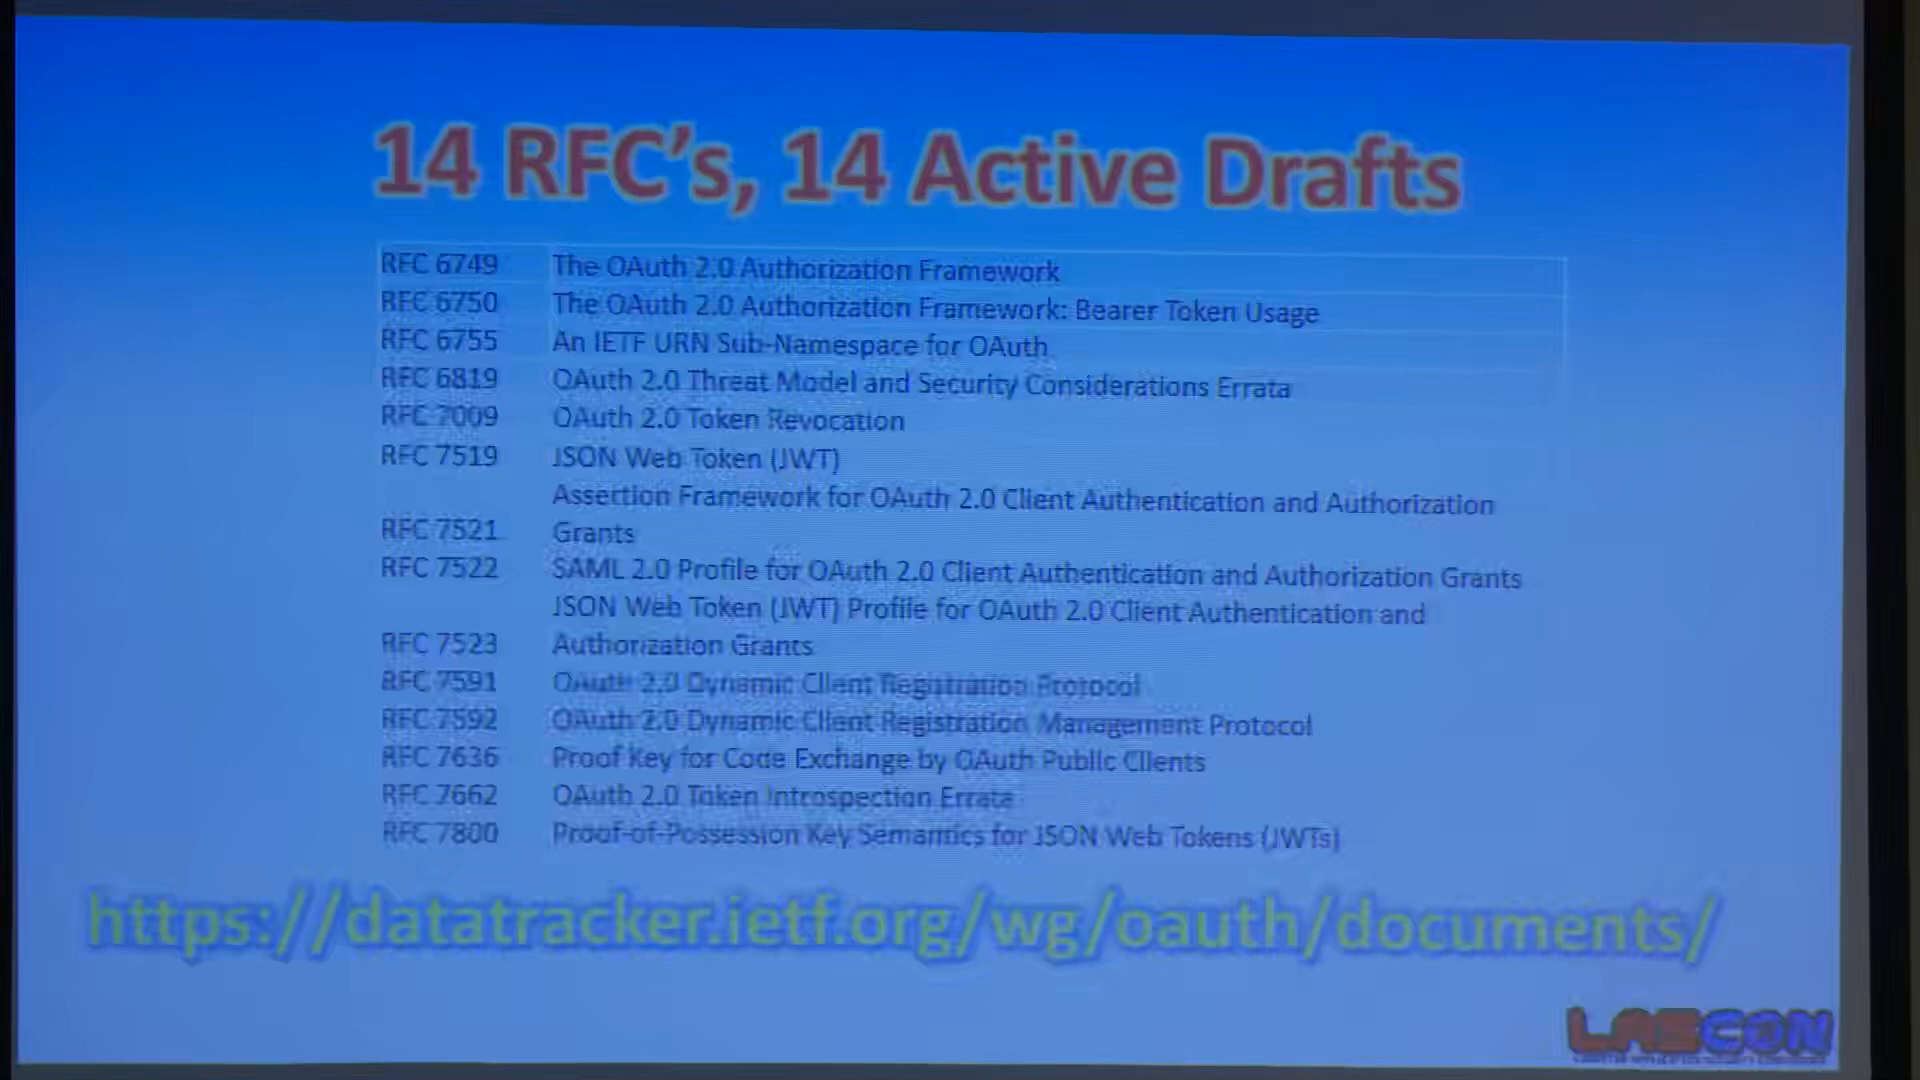 14 RFC's, 14 Active Drafts
RFC 6749 The OAuth 2.0 Authorization Framework
RFC 6750 The OAuth 2.0 Authorization Framework: Bearer Token Usage
RFC 6755 An IETF URN Sub-Namespace for OAuth
RFC 6819 OAuth 2.0 Threat Model and Security Considerations Errata
RFC 7009 OAuth 2.0 Token Revocation
RFC 7519 JSON Web Token (JWT)
Assertion Framework for OAuth 2.0 Client Authentication and Authorization
RFC 7521 Grants
RFC 7522 SAML 2.0 Profile for OAuth 2.0 Client Authentication and Authorization Grants
JSON Web Token (JWT) Profile for OAuth 2.0 Client Authentication and
RFC 7523 Authorization Grants
RFC 7591 OAuth 2.0 Dynamic Client Registration Protocol
RFC 7592 OAuth 2.0 Dynamic Client Registration Management Protocol
RFC 7636 Proof Key for Code Exchange by OAuth Public Clients
RFC 7662 OAuth 2.0 Token Introspection Errata
RFC 7800 Proof-of-Possession Key Semantics for JSON Web Tokens (JWTs)
https://datatracker.ietf.org/wg/oauth/documents/
LASCON